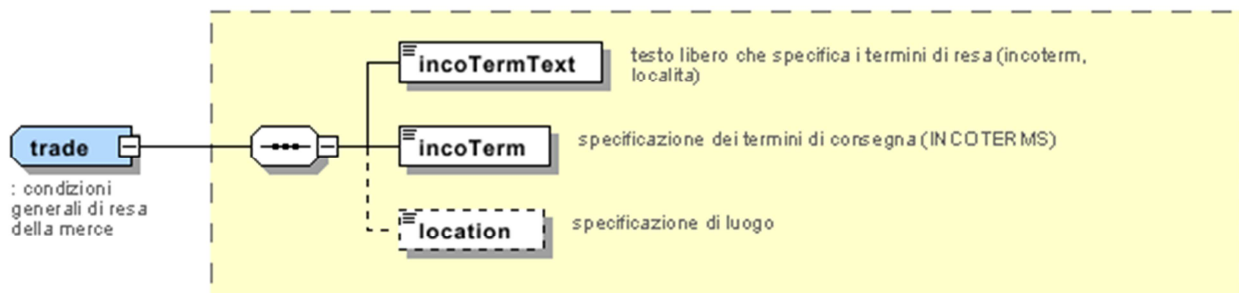 incoTermText
testo libero che specifica i termini di resa (incoterm,
localita)
trade
incoTerm
specificazione dei termini di consegna (INCOTERMS)
: condizioni
generali di resa
della merce
location
specificazione di luogo